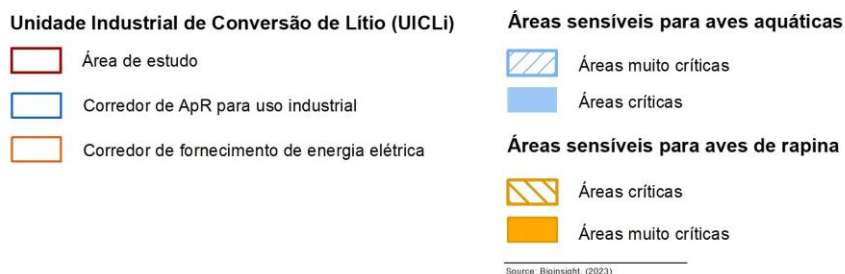 Unidade Industrial de Conversão de Lítio (UICLi)
Área de estudo
Corredor de ApR para uso industrial
Corredor de fornecimento de energia elétrica
Áreas sensíveis para aves aquáticas
Áreas muito críticas
Áreas críticas
Áreas sensíveis para aves de rapina
Áreas críticas
Áreas muito críticas
Source: Bioinsight, (2023)